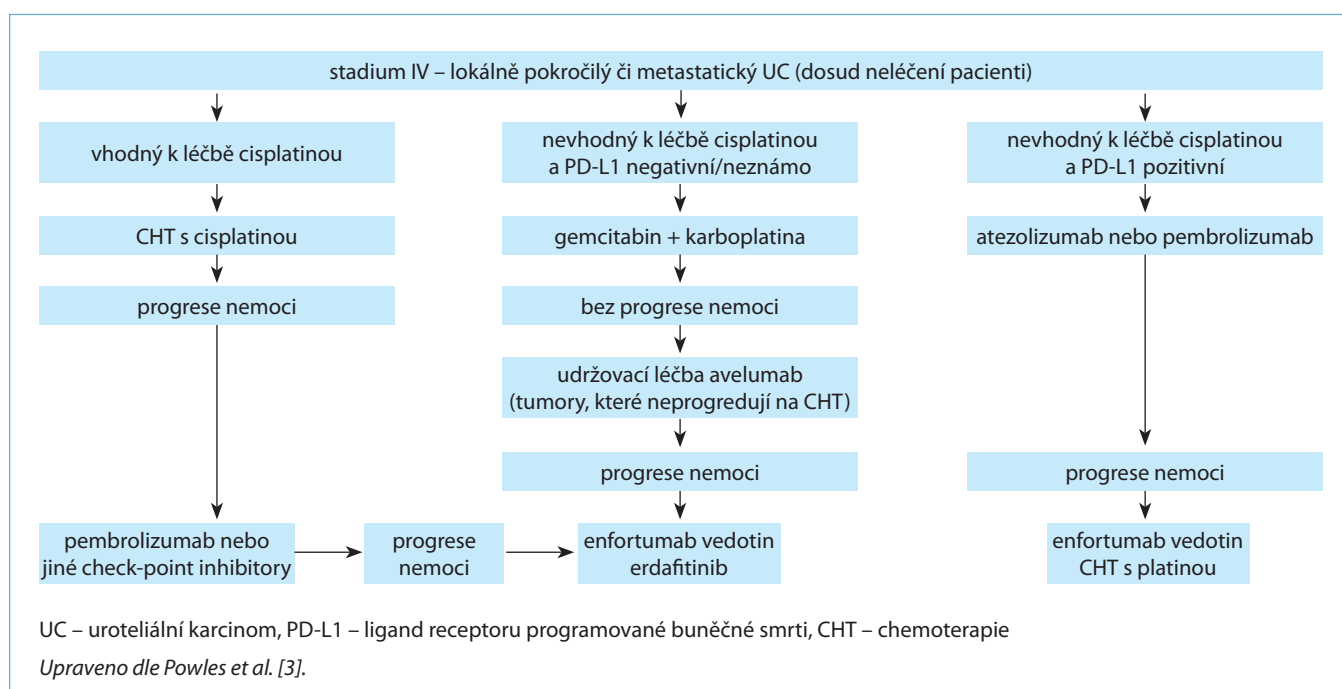 stadium IV – lokálně pokročilý či metastatický UC (dosud neléčení pacienti)
vhodný k léčbě cisplatinou
CHT s cisplatinou
progrese nemoci
pembrolizumab nebo
jiné check-point inhibitory
progrese
nemoci
nevhodný k léčbě cisplatinou
a PD-L1 negativní/neznámo
gemcitabin + karboplatina
bez progrese nemoci
udržovací léčba avelumab
(tumory, které neprogredují na CHT)
progrese nemoci
enfortumab vedotin
erdafitinib
nevhodný k léčbě cisplatinou
a PD-L1 pozitivní
atezolizumab nebo pembrolizumab
progrese nemoci
enfortumab vedotin
CHT s platinou
UC – uroteliální karcinom, PD-L1 – ligand receptoru programované buněčné smrti, CHT – chemoterapie
Upraveno dle Powles et al. [3].